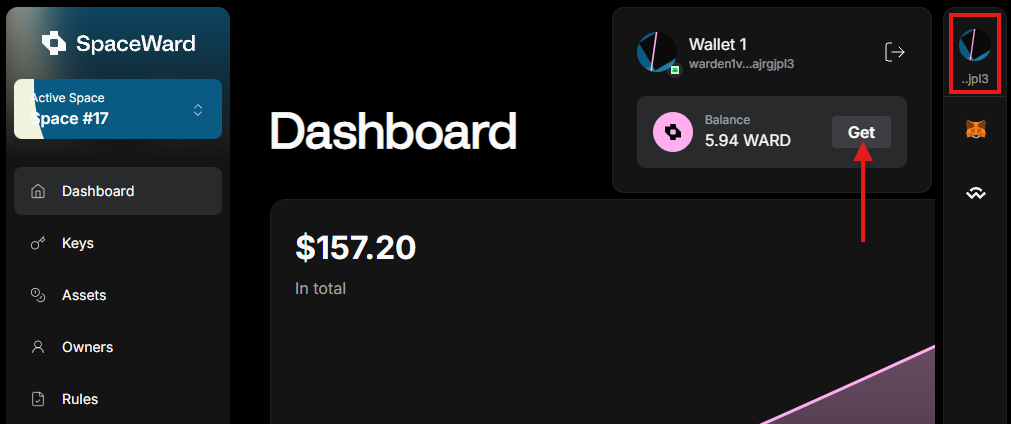 SpaceWard
Active Space
Space #17
Dashboard
Keys
Assets
Owners
Rules
Dashboard
$157.20
In total
Wallet 1
warden1v...ajrgjpl3
Balance
5.94 WARD
Get
..jpl3